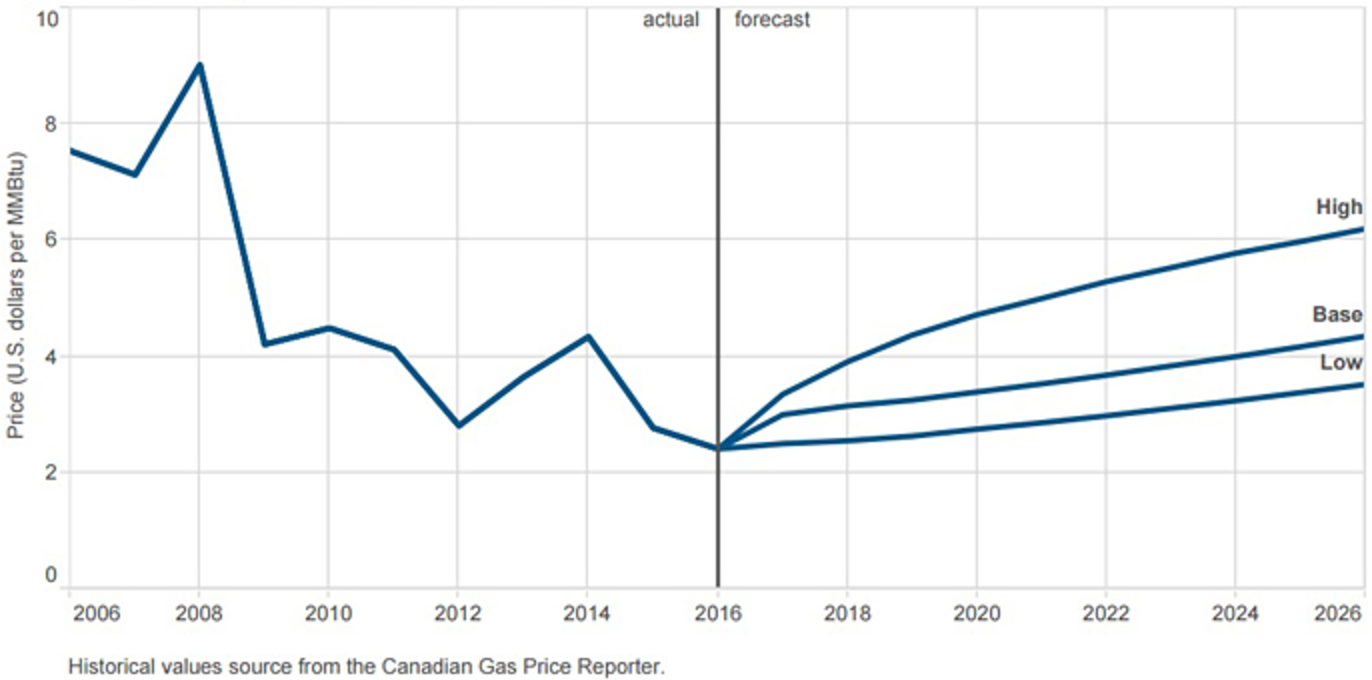 10
actual
forecast
8
High
6
Base
4
Low
2
0
Price (U.S. dollars per MMBtu)
2006 2008 2010 2012 2014 2016 2018 2020 2022 2024 2026
Historical values source from the Canadian Gas Price Reporter.